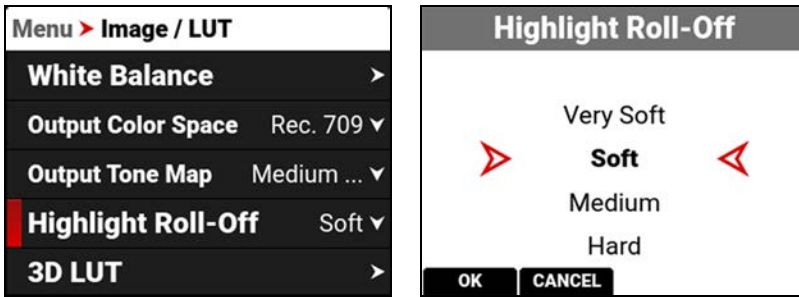 Menu > Image / LUT
White Balance >
Output Color Space Rec. 709
Output Tone Map Medium ...
Highlight Roll-Off Soft
3D LUT >
Highlight Roll-Off
Very Soft
Soft
Medium
Hard
OK CANCEL